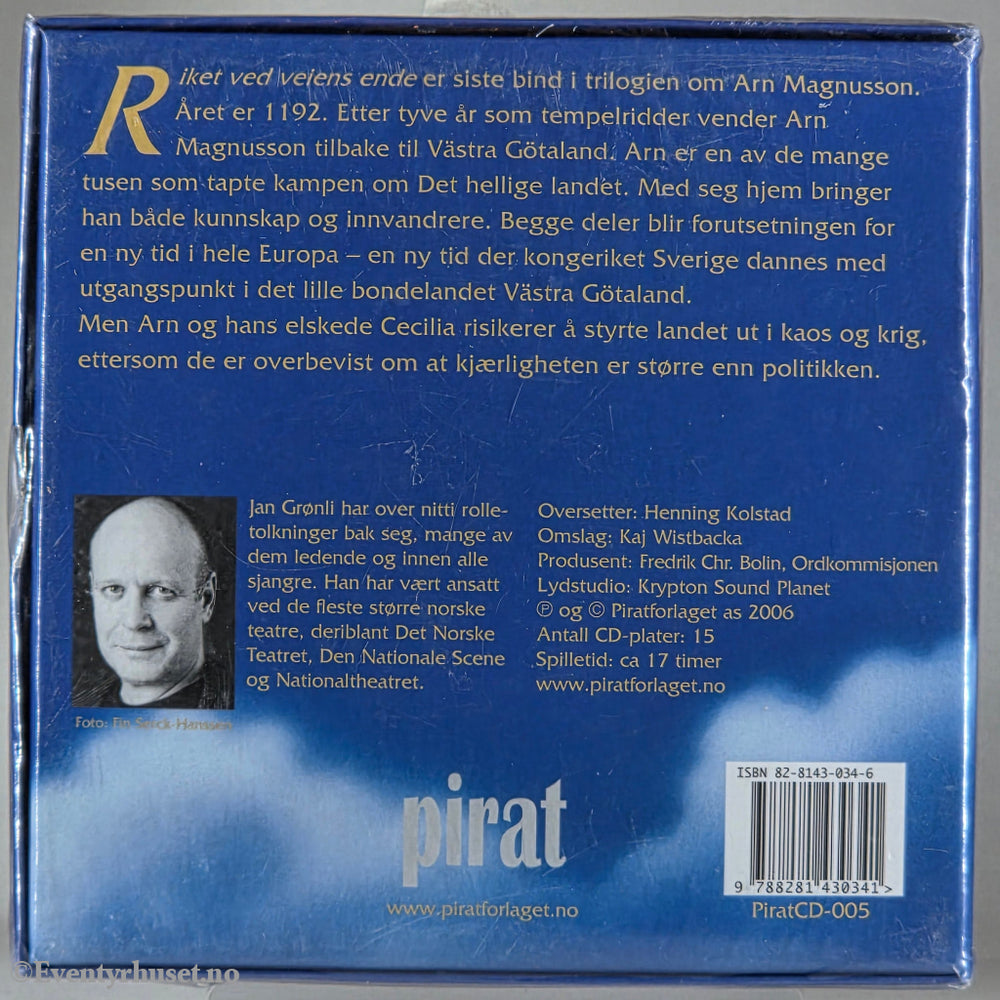 Riket ved veiens ende er siste bind i trilogien om Arn Magnusson.
Året er 1192. Etter tyve år som tempelridder vender Arn
Magnusson tilbake til Västra Götaland. Arn er en av de mange
tusen som tapte kampen om Det hellige landet. Med seg hjem bringer
han både kunnskap og innvandrere. Begge deler blir forutsetningen for
en ny tid i hele Europa – en ny tid der kongeriket Sverige dannes med
utgangspunkt i det lille bondelandet Västra Götaland.
Men Arn og hans elskede Cecilia risikerer å styrte landet ut i kaos og krig,
ettersom de er overbevist om at kjærligheten er større enn politikken.
Jan Grønli har over nitti rolle-
tolkninger bak seg, mange av
dem ledende og innen alle
sjangre. Han har vært ansatt
ved de fleste større norske
teatre, deriblant Det Norske
Teatret, Den Nationale Scene
og Nationaltheatret.
Foto:
Oversetter: Henning Kolstad
Omslag: Kaj Wistbacka
Produsent: Fredrik Chr. Bolin, Ordkommisjonen
Lydstudio: Krypton Sound Planet
℗ og © Piratforlaget as 2006
Antall CD-plater: 15
Spilletid: ca 17 timer
www.piratforlaget.no
pirat
www.piratforlaget.no
ISBN 82-8143-034-6
9 788281 430341 >
PiratCD-005
©Eventyrhuset.no